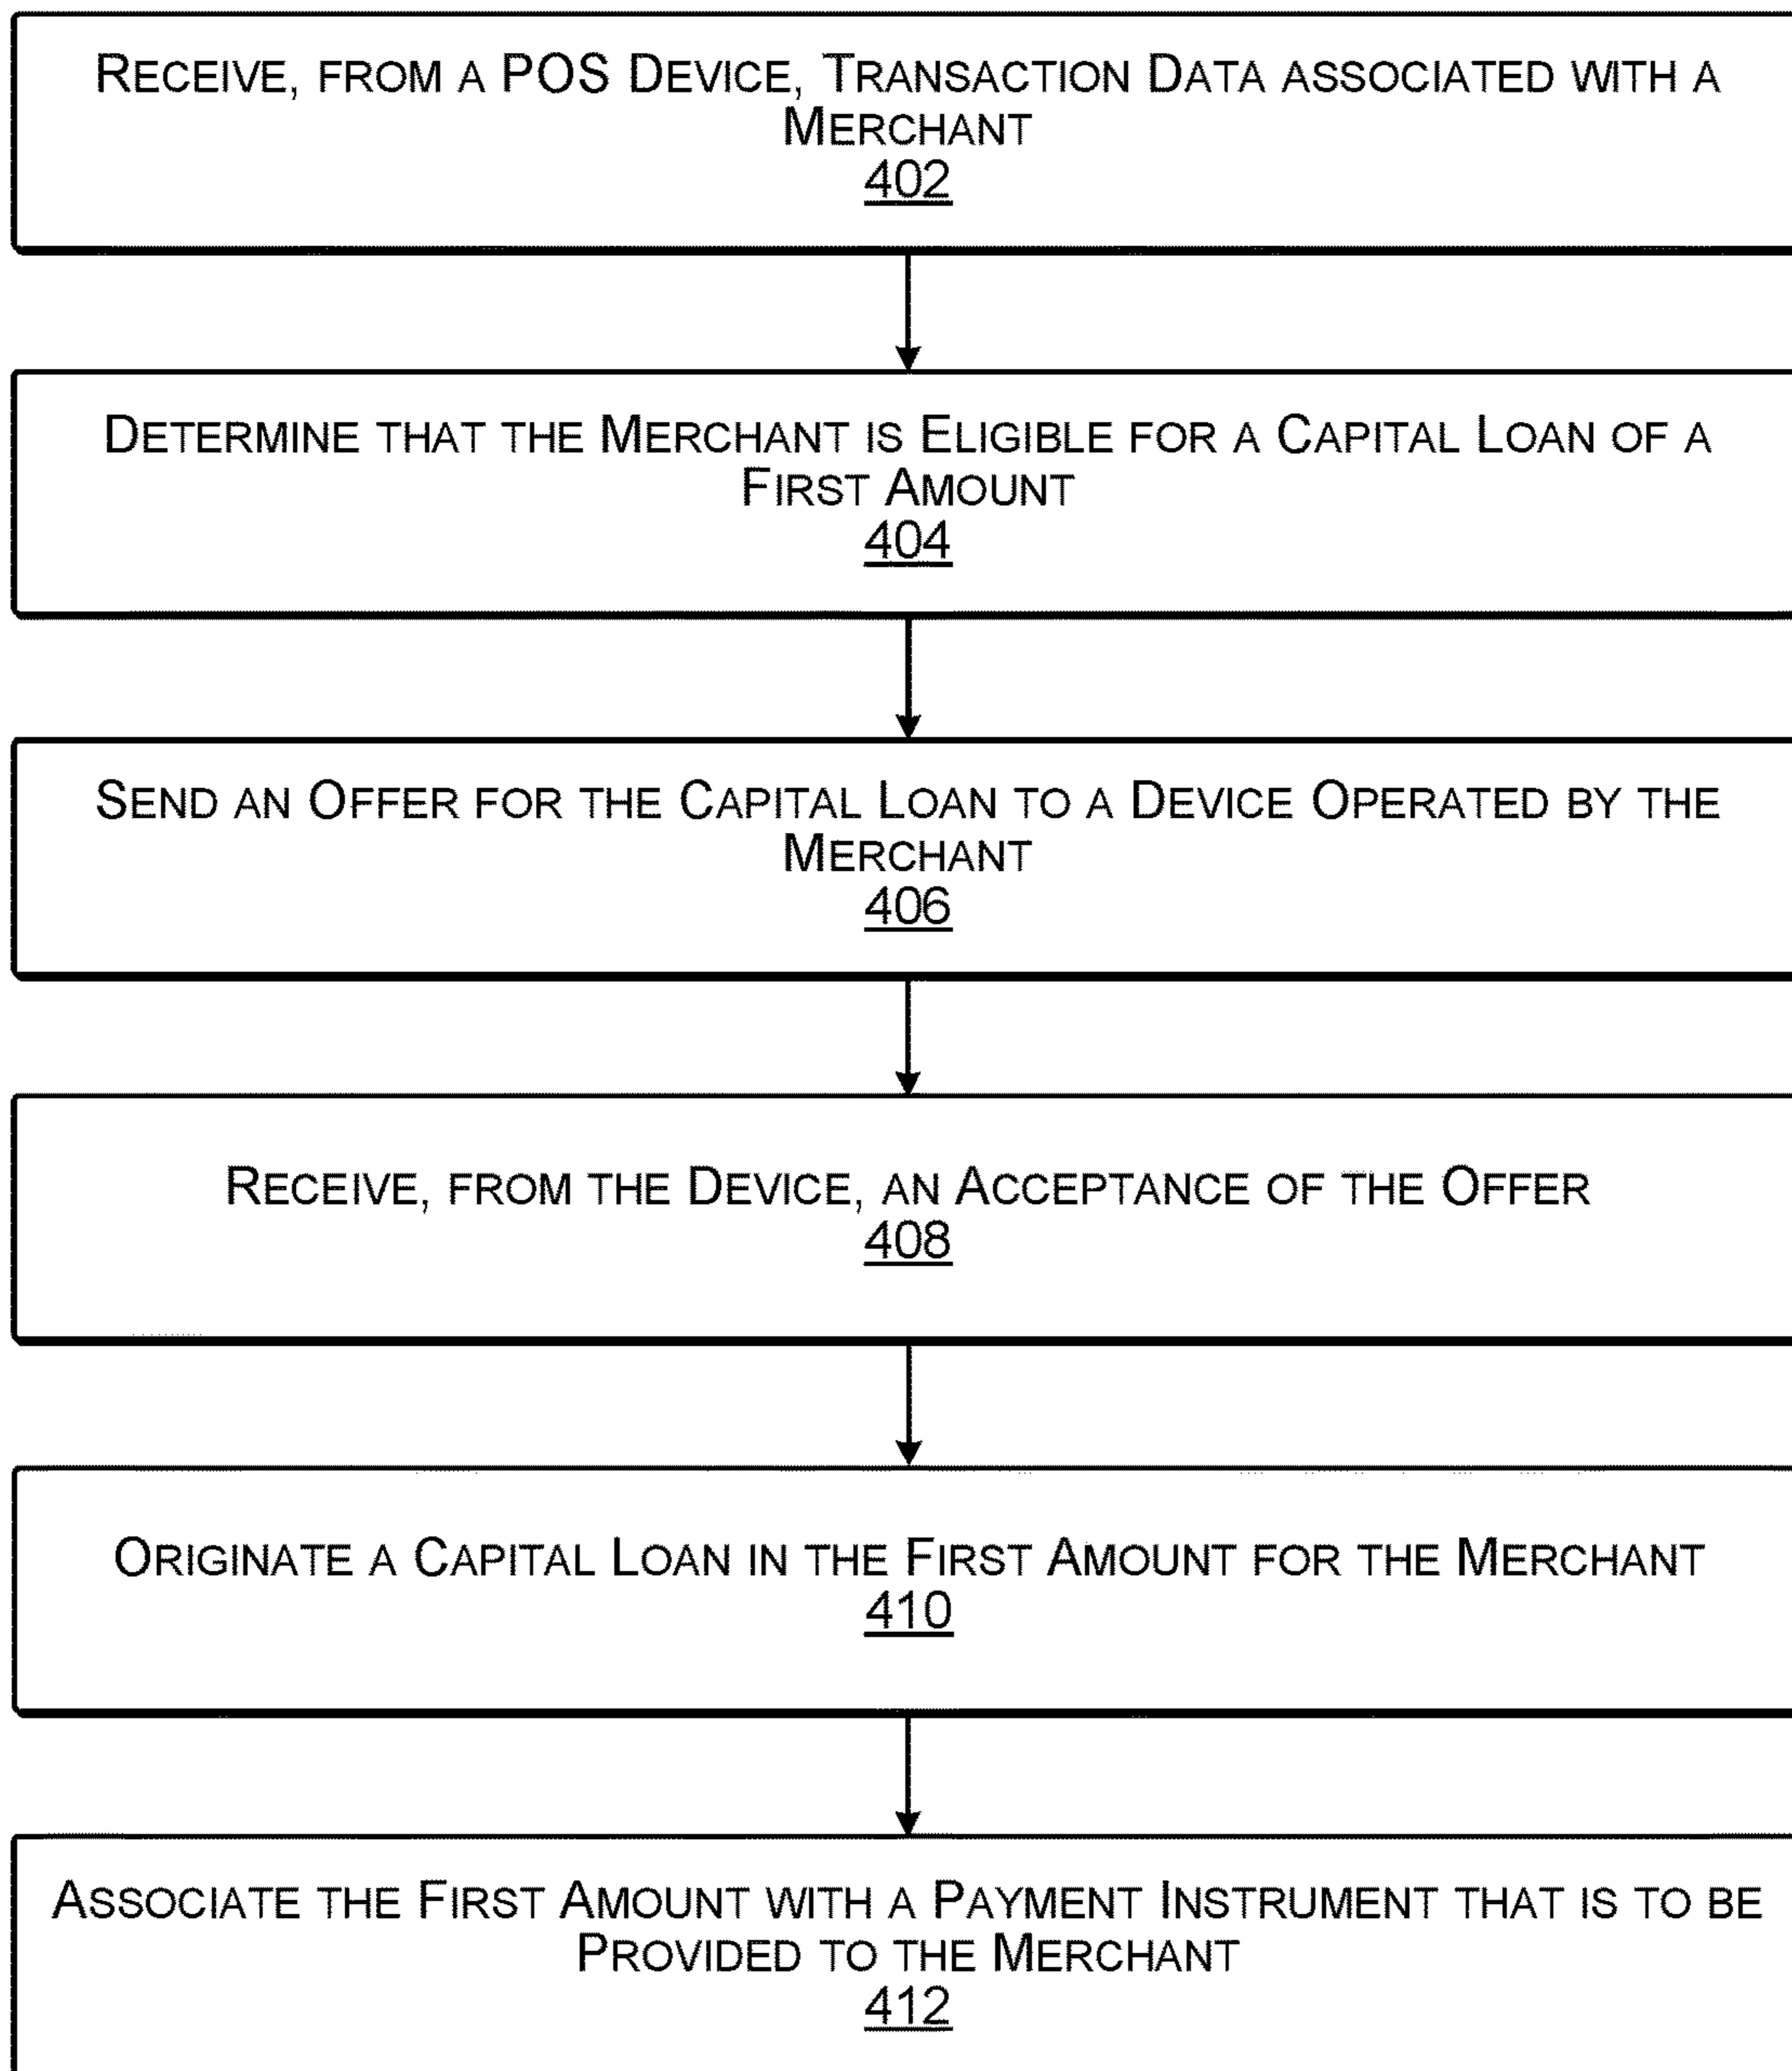 RECEIVE, FROM A POS DEVICE, TRANSACTION DATA ASSOCIATED WITH A
MERCHANT
402
DETERMINE THAT THE MERCHANT IS ELIGIBLE FOR A CAPITAL LOAN OF A
FIRST AMOUNT
404
SEND AN OFFER FOR THE CAPITAL LOAN TO A DEVICE OPERATED BY THE
MERCHANT
406
RECEIVE, FROM THE DEVICE, AN ACCEPTANCE OF THE OFFER
408
ORIGINATE A CAPITAL LOAN IN THE FIRST AMOUNT FOR THE MERCHANT
410
ASSOCIATE THE FIRST AMOUNT WITH A PAYMENT INSTRUMENT THAT IS TO BE
PROVIDED TO THE MERCHANT
412